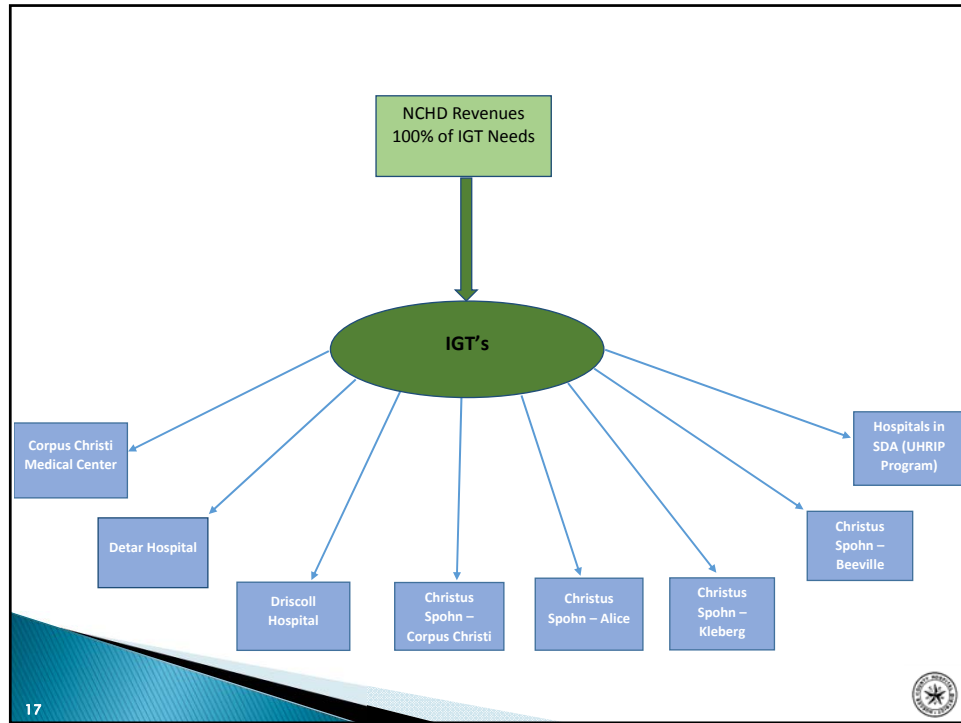 NCHD Revenues
100% of IGT Needs
IGT's
Corpus Christi
Medical Center
Detar Hospital
Driscoll
Hospital
Christus
Spohn –
Corpus Christi
Christus
Spohn – Alice
Christus
Spohn –
Kleberg
Christus
Spohn –
Beeville
Hospitals in
SDA (UHRIP
Program)
17